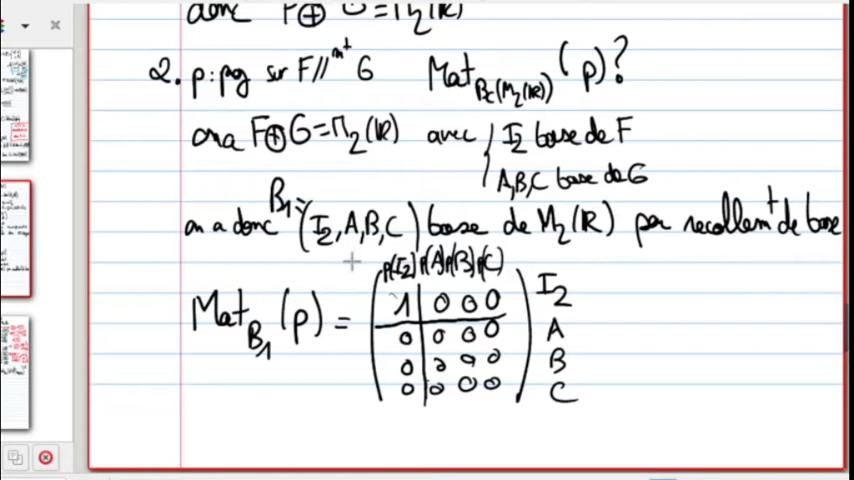 donc F⊕G=M₂(ℝ)
2. p: proj sur F//^mt G Mat_Bc(M₂(ℝ)) (p)?
on a F⊕G=M₂(ℝ) avec { I₂ base de F
A,B,C base de G
on a donc B₁=(I₂,A,B,C) base de M₂(ℝ) par recollem^t de base
p(I₂) p(A) p(B) p(C)
Mat_B₁(p) = ( 1 0 0 0 ) I₂
0 0 0 0 A
0 0 0 0 B
0 0 0 0 C